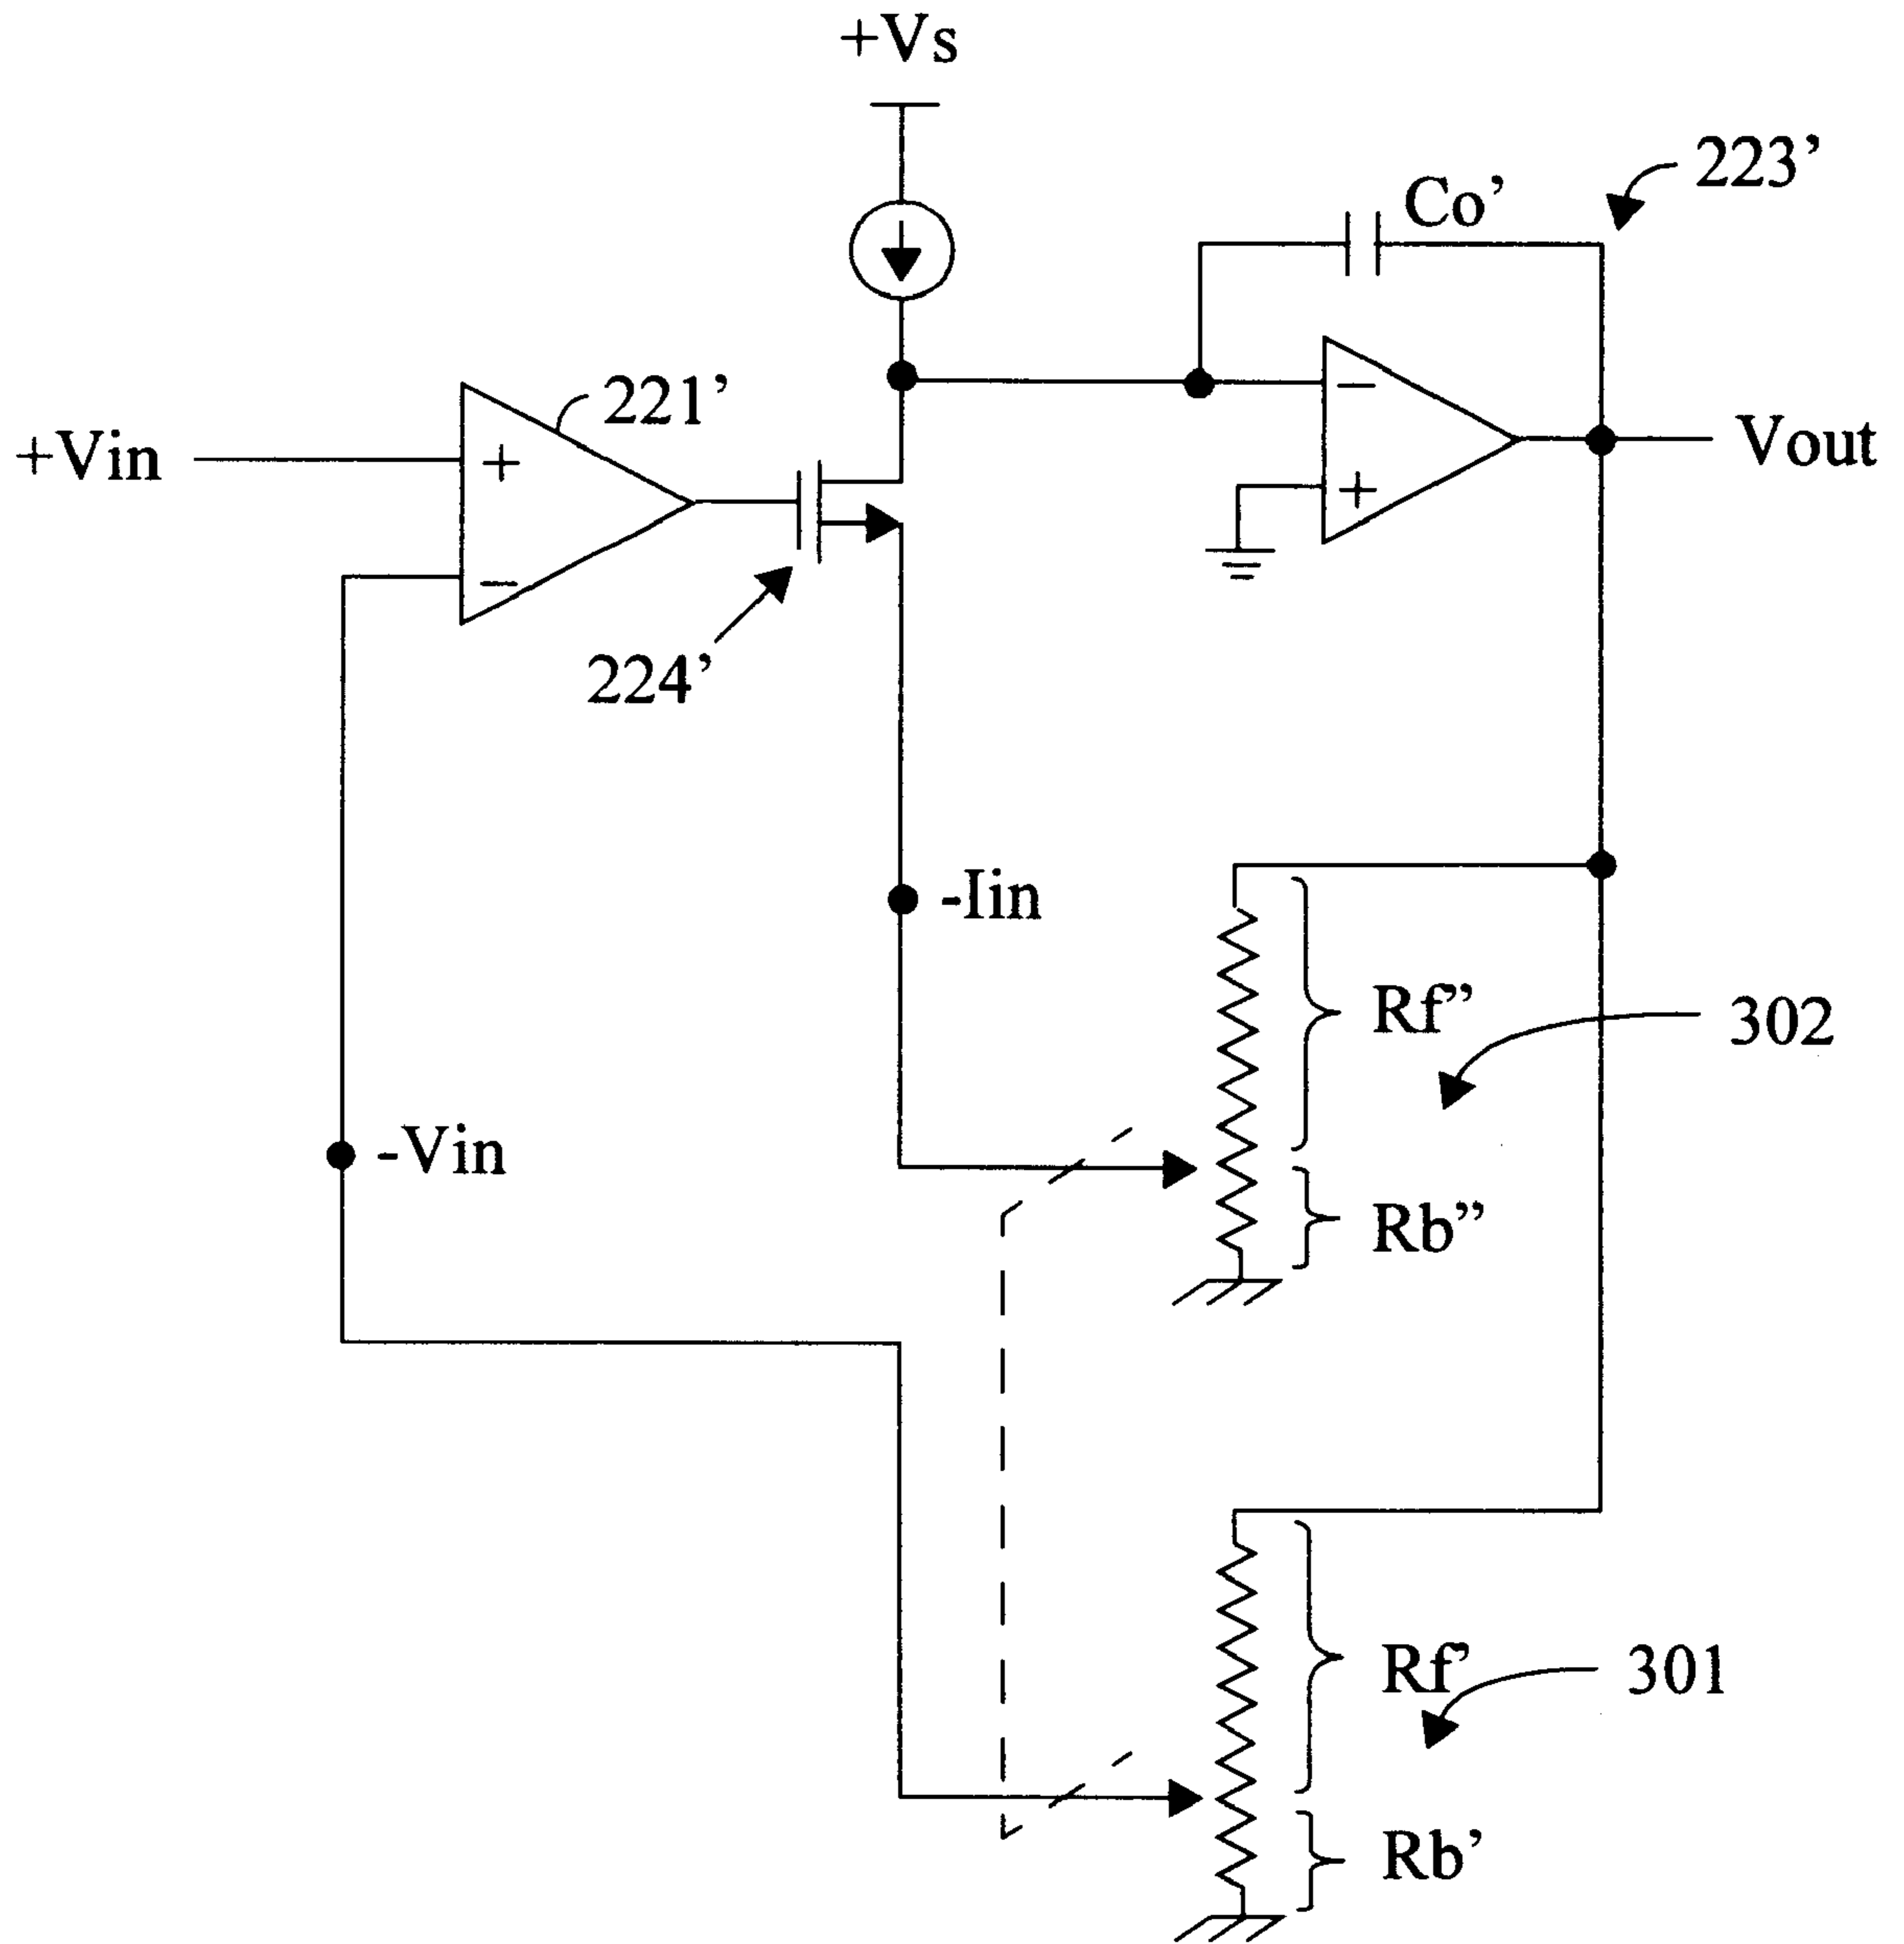 +Vs
223’
Co’
221’
+Vin
+
−
−
+
Vout
224’
-Iin
Rf”
302
-Vin
Rb”
Rf’
301
Rb’